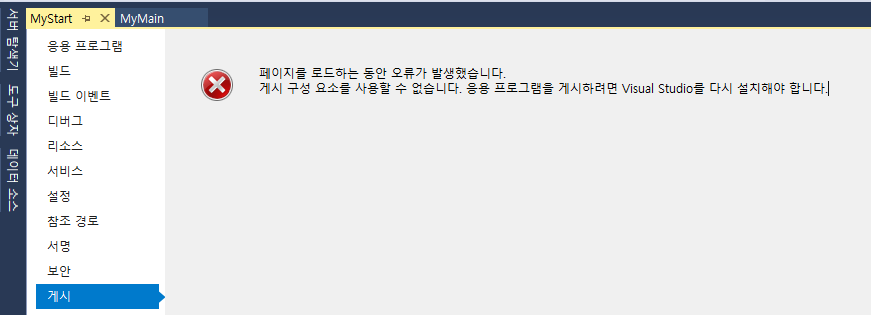 MyStart
MyMain
서버 탐색기
도구 상자
데이터 소스
응용 프로그램
빌드
빌드 이벤트
디버그
리소스
서비스
설정
참조 경로
서명
보안
게시
페이지를 로드하는 동안 오류가 발생했습니다.
게시 구성 요소를 사용할 수 없습니다. 응용 프로그램을 게시하려면 Visual Studio를 다시 설치해야 합니다.